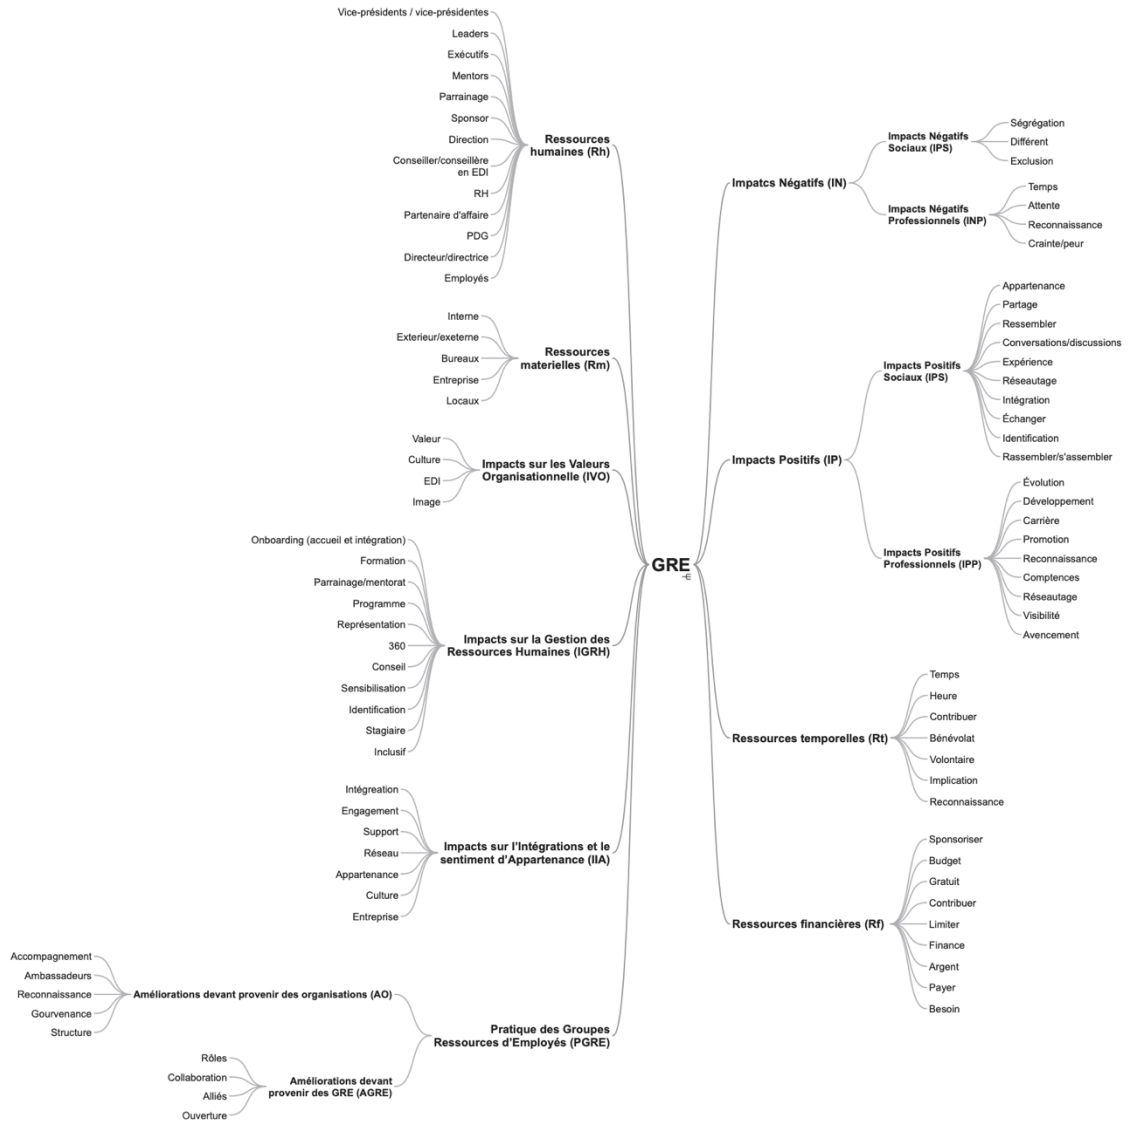 Vice-présidents / vice-présidentes
Leaders
Exécutifs
Mentors
Parrainage
Sponsor
Direction
Conseiller/conseillère
en EDI
RH
Partenaire d'affaire
PDG
Directeur/directrice
Employés
Ressources
humaines (Rh)
Interne
Exterieur/exeterne
Bureaux
Entreprise
Locaux
Ressources
materielles (Rm)
Valeur
Culture
EDI
Image
Impacts sur les Valeurs
Organisationnelle (IVO)
Onboarding (accueil et intégration)
Formation
Parrainage/mentorat
Programme
Représentation
360
Conseil
Sensibilisation
Identification
Stagiaire
Inclusif
Impacts sur la Gestion des
Ressources Humaines (IGRH)
Intégreation
Engagement
Support
Réseau
Appartenance
Culture
Entreprise
Impacts sur l'Intégrations et le
sentiment d'Appartenance (IIA)
Accompagnement
Ambassadeurs
Reconnaissance
Gourvenance
Structure
Améliorations devant provenir des organisations (AO)
Rôles
Collaboration
Alliés
Ouverture
Améliorations devant
provenir des GRE (AGRE)
Pratique des Groupes
Ressources d'Employés (PGRE)
GRE
Impatcs Négatifs (IN)
Impacts Négatifs
Sociaux (IPS)
Ségrégation
Différent
Exclusion
Impacts Négatifs
Professionnels (INP)
Temps
Attente
Reconnaissance
Crainte/peur
Impacts Positifs (IP)
Impacts Positifs
Sociaux (IPS)
Appartenance
Partage
Ressembler
Conversations/discussions
Expérience
Réseautage
Intégration
Échanger
Identification
Rassembler/s'assembler
Impacts Positifs
Professionnels (IPP)
Évolution
Développement
Carrière
Promotion
Reconnaissance
Comptences
Réseautage
Visibilité
Avencement
Ressources temporelles (Rt)
Temps
Heure
Contribuer
Bénévolat
Volontaire
Implication
Reconnaissance
Ressources financières (Rf)
Sponsoriser
Budget
Gratuit
Contribuer
Limiter
Finance
Argent
Payer
Besoin